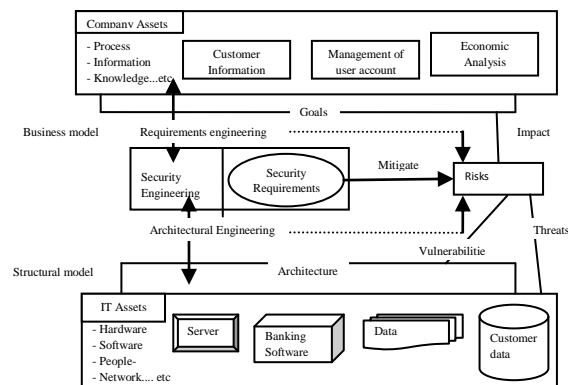 Company Assets
- Process
- Information
- Knowledge...etc
Customer
Information
Management of
user account
Economic
Analysis
Goals
Business model
Requirements engineering
Impact
Security
Engineering
Security
Requirements
Mitigate
Risks
Architectural Engineering
Vulnerabilitie
Threats
Structural model
Architecture
IT Assets
- Hardware
- Software
- People-
- Network.... etc
Server
Banking
Software
Data
Customer
data